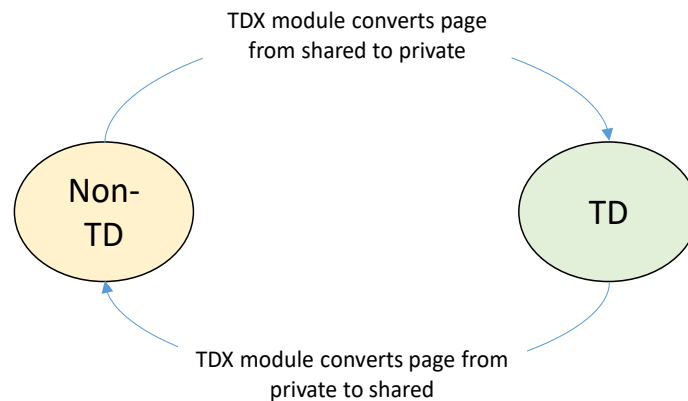 TDX module converts page
from shared to private
Non-
TD
TD
TDX module converts page from
private to shared